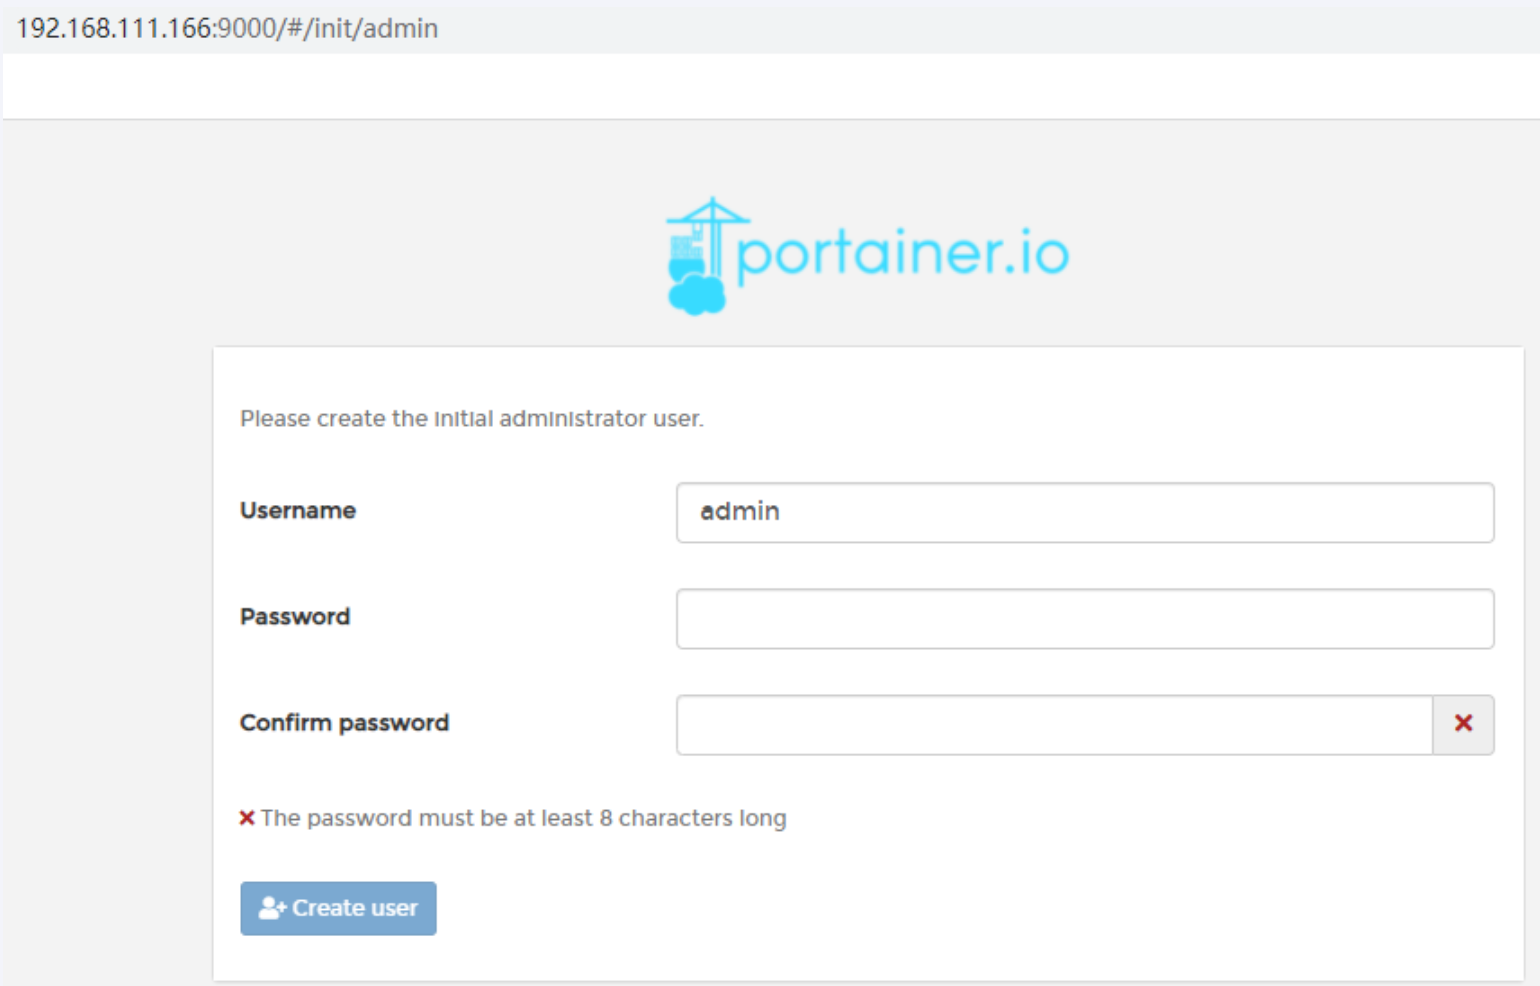 192.168.111.166:9000/#/init/admin
portainer.io
Please create the initial administrator user.
Username
admin
Password
Confirm password
The password must be at least 8 characters long
Create user